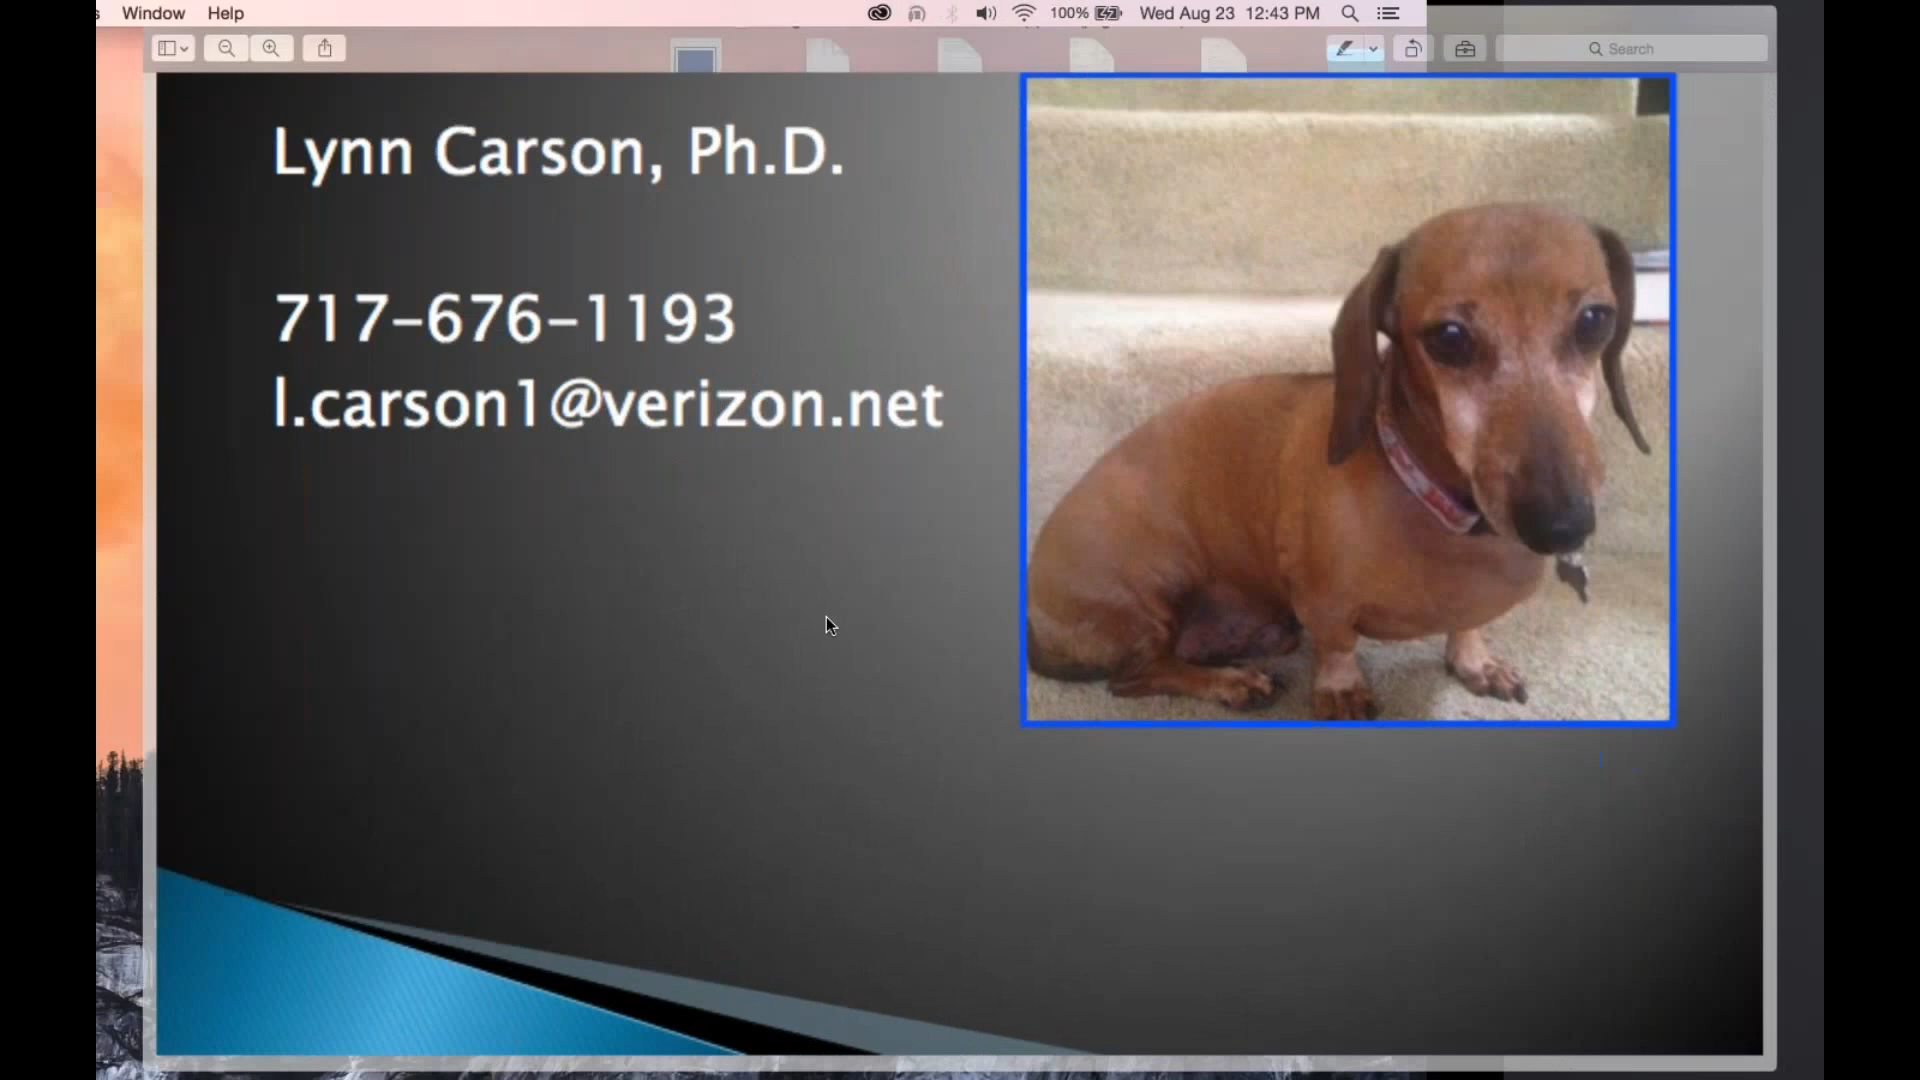 Window Help 100% Wed Aug 23 12:43 PM
Search
Lynn Carson, Ph.D.
717-676-1193
l.carson1@verizon.net